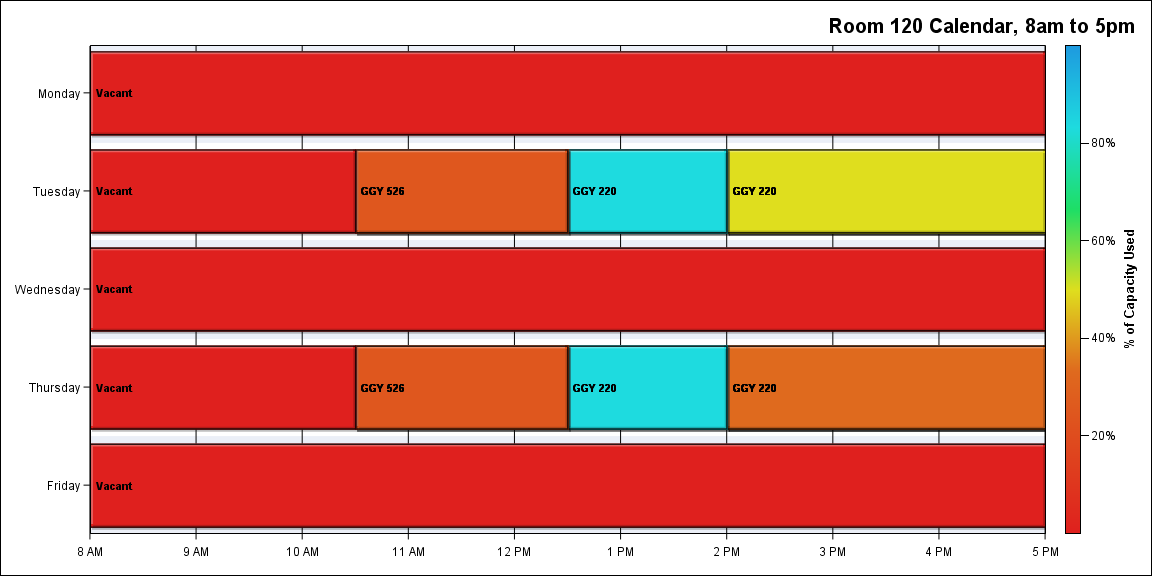 Room 120 Calendar, 8am to 5pm
Monday
Vacant
Tuesday
Vacant
GGY 526
GGY 220
GGY 220
Wednesday
Vacant
Thursday
Vacant
GGY 526
GGY 220
GGY 220
Friday
Vacant
8 AM
9 AM
10 AM
11 AM
12 PM
1 PM
2 PM
3 PM
4 PM
5 PM
80%
60%
40%
20%
% of Capacity Used